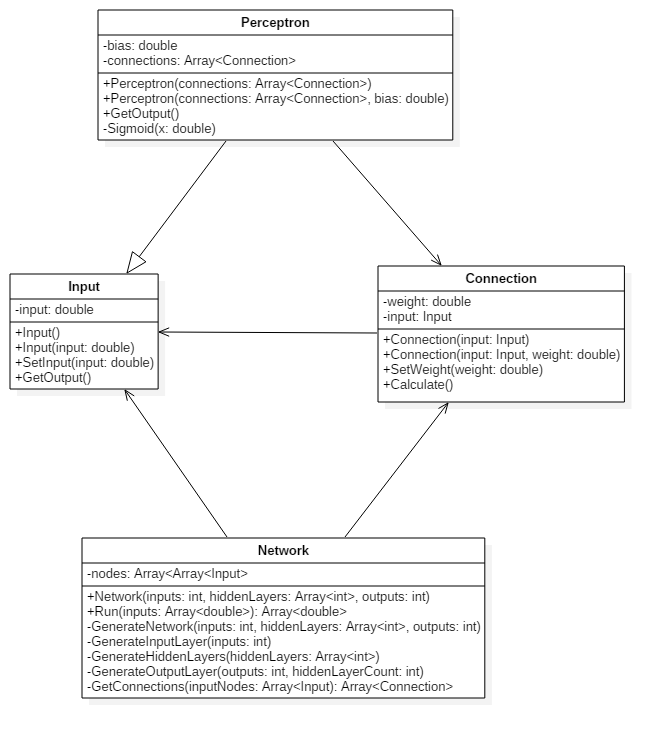 Perceptron
-bias: double
-connections: Array<Connection>
+Perceptron(connections: Array<Connection>)
+Perceptron(connections: Array<Connection>, bias: double)
+GetOutput()
-Sigmoid(x: double)
Input
-input: double
+Input()
+Input(input: double)
+SetInput(input: double)
+GetOutput()
Connection
-weight: double
-input: Input
+Connection(input: Input)
+Connection(input: Input, weight: double)
+SetWeight(weight: double)
+Calculate()
Network
-nodes: Array<Array<Input>
+Network(inputs: int, hiddenLayers: Array<int>, outputs: int)
+Run(inputs: Array<double>): Array<double>
-GenerateNetwork(inputs: int, hiddenLayers: Array<int>, outputs: int)
-GenerateInputLayer(inputs: int)
-GenerateHiddenLayers(hiddenLayers: Array<int>)
-GenerateOutputLayer(outputs: int, hiddenLayerCount: int)
-GetConnections(inputNodes: Array<Input): Array<Connection>